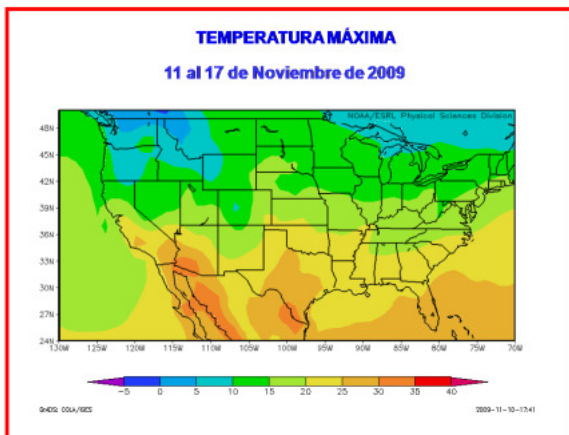 TEMPERATURA MÁXIMA
11 al 17 de Noviembre de 2009
NOAA/ESRL Physical Sciences Division
48N
45N
42N
39N
36N
33N
30N
27N
24N
130W 125W 120W 115W 110W 105W 100W 95W 90W 85W 80W 75W 70W
-5 0 5 10 15 20 25 30 35 40
GrADS: COLA/IGES 2009-11-10-17:41